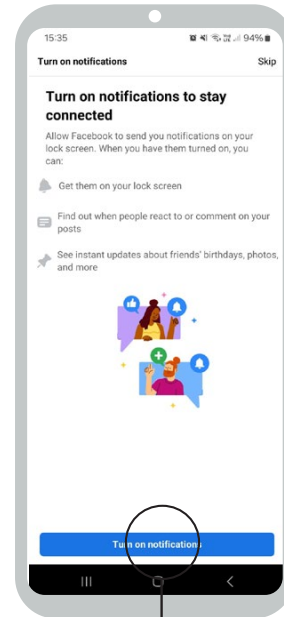 15:35
94%
Turn on notifications
Skip
Turn on notifications to stay
connected
Allow Facebook to send you notifications on your
lock screen. When you have them turned on, you
can:
Get them on your lock screen
Find out when people react to or comment on your
posts
See instant updates about friends' birthdays, photos,
and more
Turn on notifications